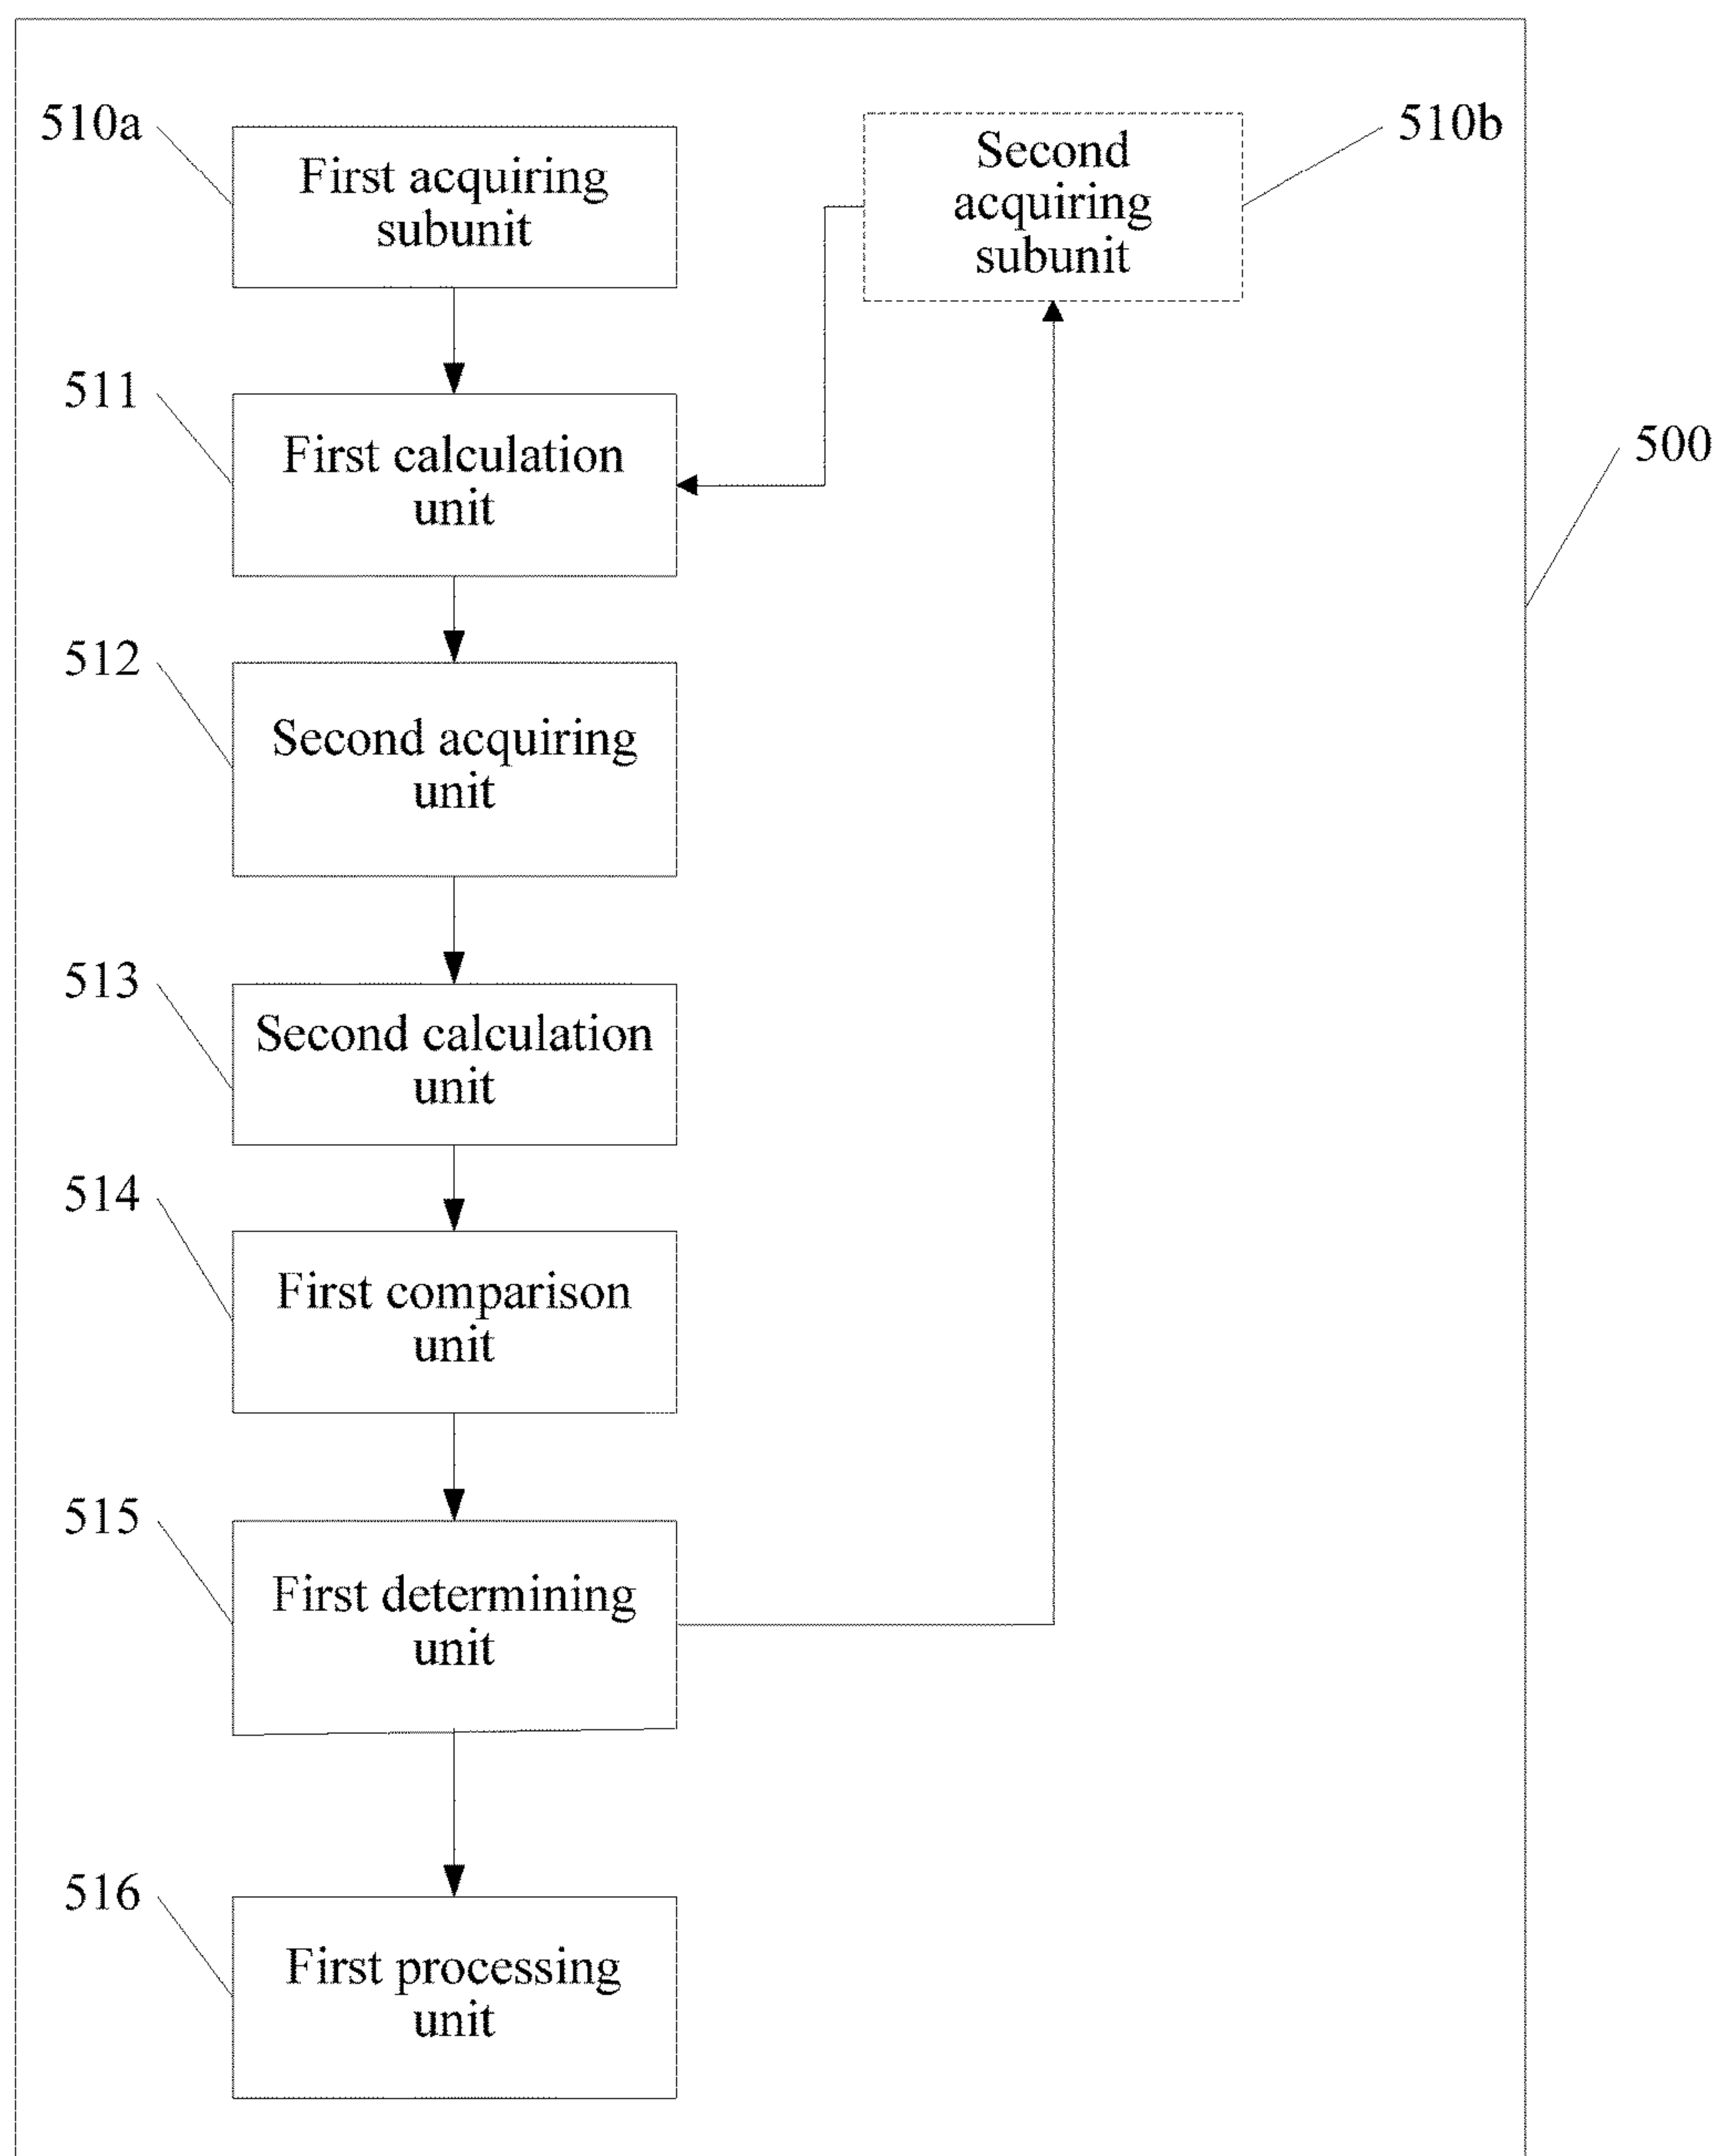 510a
First acquiring
subunit
Second
acquiring
subunit
510b
511
First calculation
unit
500
512
Second acquiring
unit
513
Second calculation
unit
514
First comparison
unit
515
First determining
unit
516
First processing
unit